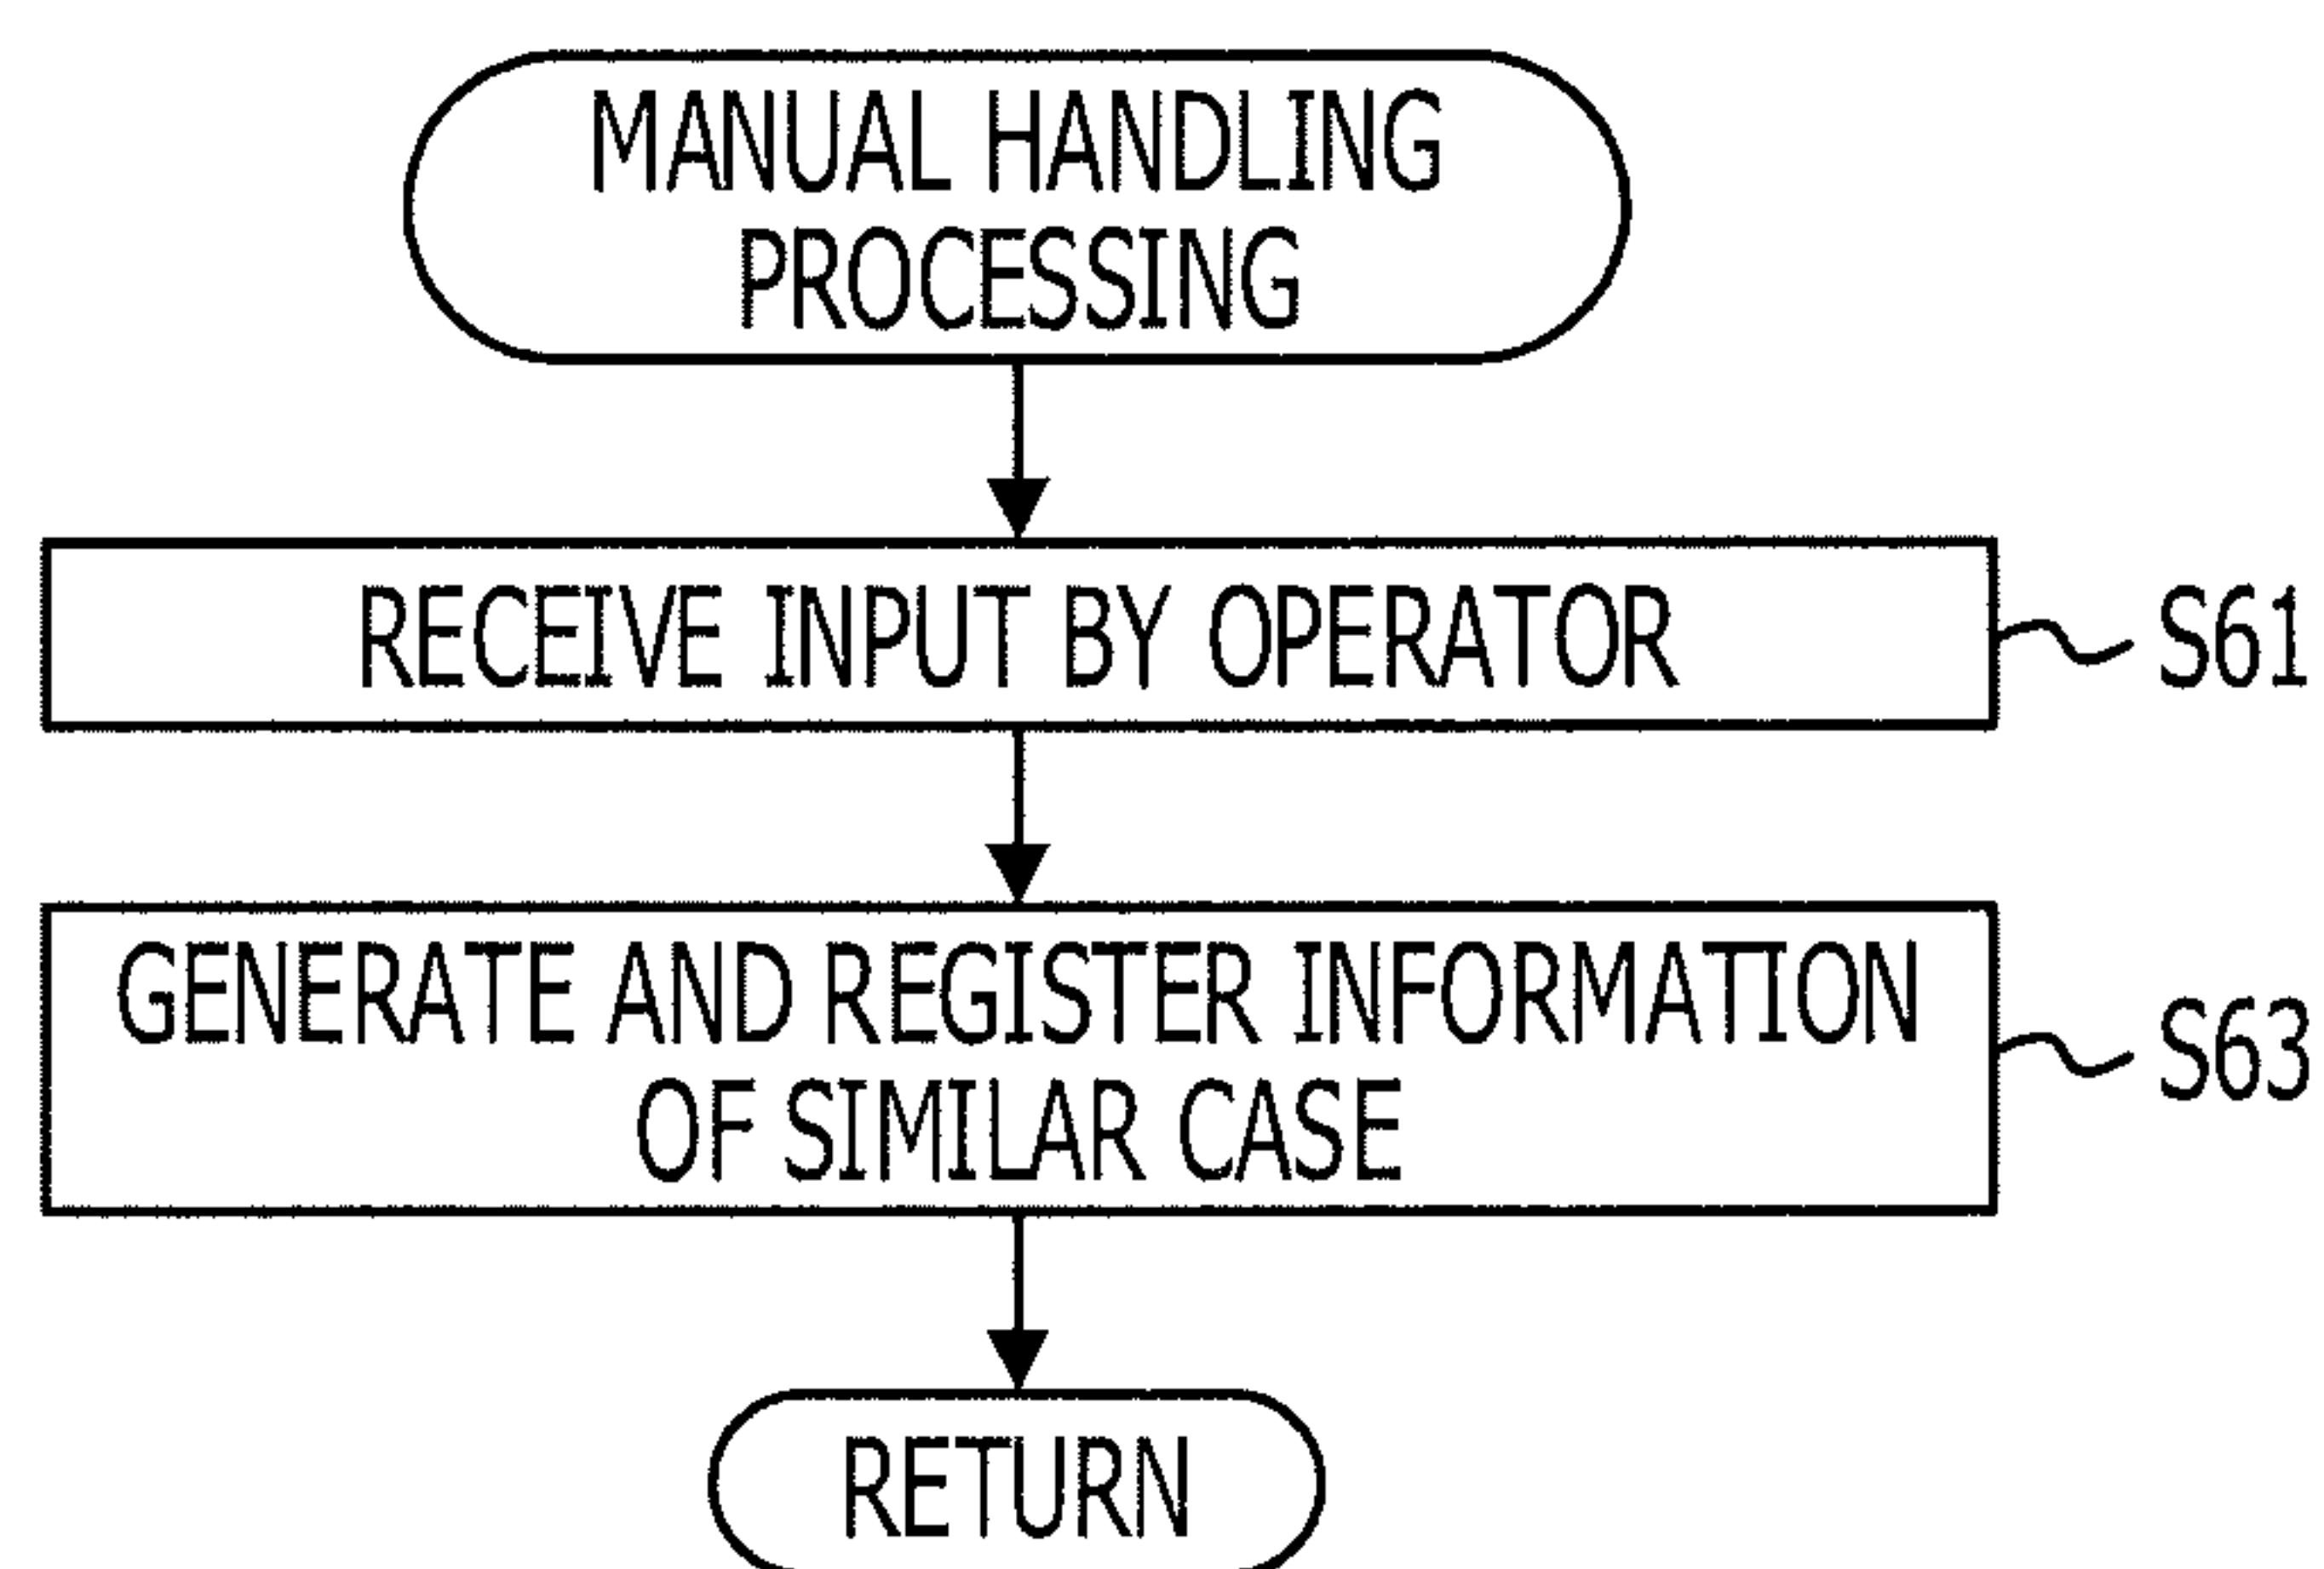 MANUAL HANDLING
PROCESSING
RECEIVE INPUT BY OPERATOR
S61
GENERATE AND REGISTER INFORMATION
OF SIMILAR CASE
S63
RETURN